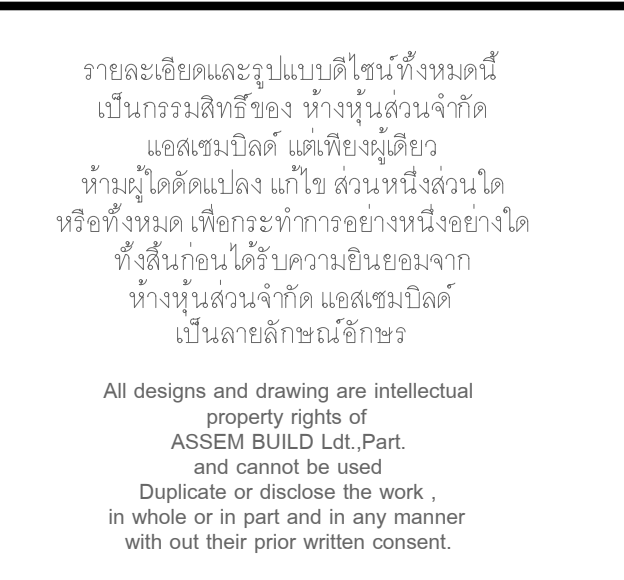 รายละเอียดและรูปแบบดีไซน์ทั้งหมดนี้
เป็นกรรมสิทธิ์ของ ห้างหุ้นส่วนจำกัด
แอสเซมบิลด์ แต่เพียงผู้เดียว
ห้ามผู้ใดดัดแปลง แก้ไข ส่วนหนึ่งส่วนใด
หรือทั้งหมด เพื่อกระทำการอย่างหนึ่งอย่างใด
ทั้งสิ้นก่อนได้รับความยินยอมจาก
ห้างหุ้นส่วนจำกัด แอสเซมบิลด์
เป็นลายลักษณ์อักษร
All designs and drawing are intellectual
property rights of
ASSEM BUILD Ldt.,Part.
and cannot be used
Duplicate or disclose the work ,
in whole or in part and in any manner
with out their prior written consent.